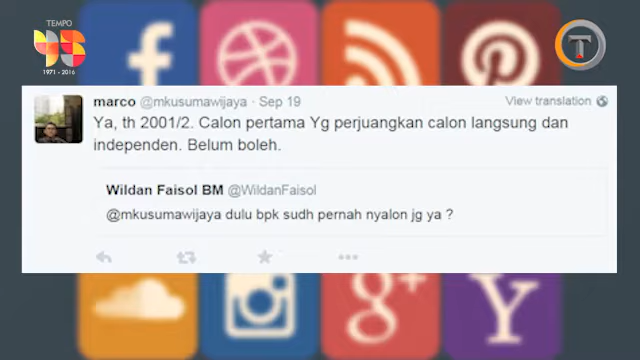 TEMPO
45
1971 - 2016
T
marco @mkusumawijaya · Sep 19
View translation
Ya, th 2001/2. Calon pertama Yg perjuangkan calon langsung dan
independen. Belum boleh.
Wildan Faisol BM @WildanFaisol
@mkusumawijaya dulu bpk sudh pernah nyalon jg ya ?